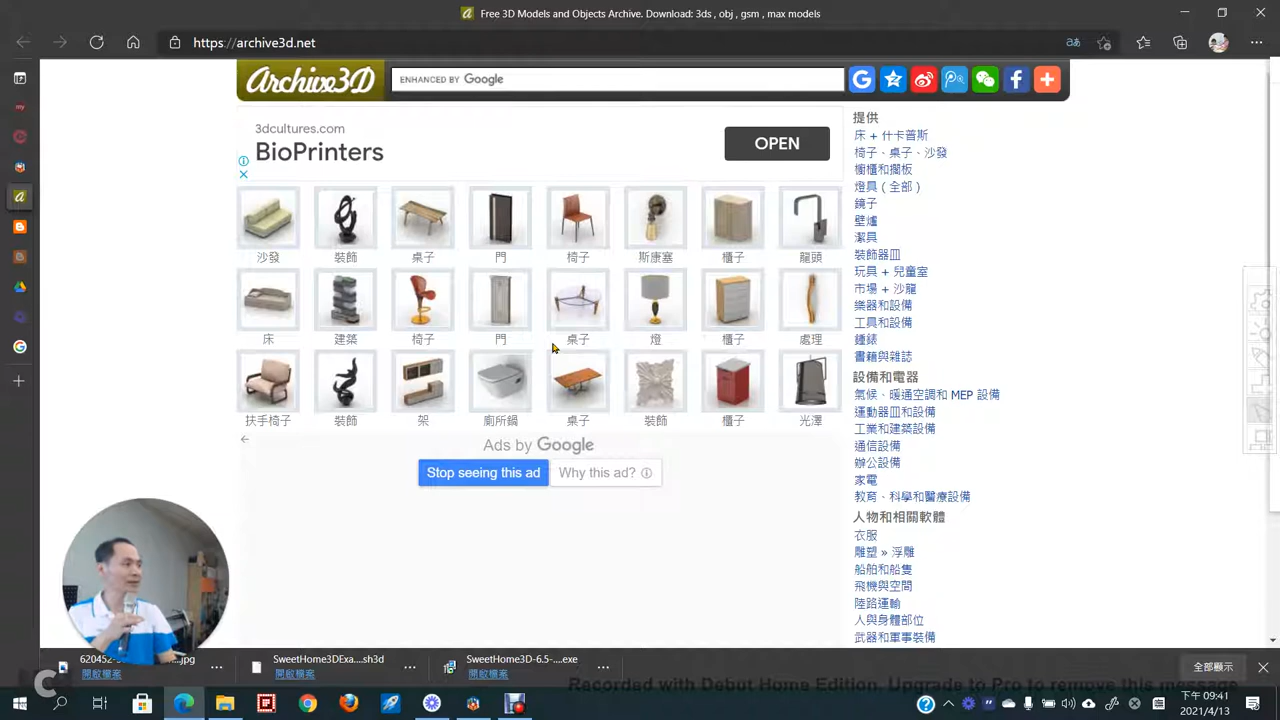 Free 3D Models and Objects Archive. Download: 3ds , obj , gsm , max models
https://archive3d.net
Archive3D
ENHANCED BY Google
3dcultures.com
BioPrinters
OPEN
沙發
裝飾
桌子
門
椅子
斯康塞
櫃子
龍頭
床
建築
椅子
門
桌子
燈
櫃子
處理
扶手椅子
裝飾
架
廁所鍋
桌子
裝飾
櫃子
光澤
Ads by Google
Stop seeing this ad
Why this ad?
提供
床 + 什卡普斯
椅子、桌子、沙發
櫥櫃和擱板
燈具 ( 全部 )
鏡子
壁爐
潔具
裝飾器皿
玩具 + 兒童室
市場 + 沙龍
樂器和設備
工具和設備
鍾錶
書籍與雜誌
設備和電器
氣候、暖通空調和 MEP 設備
運動器皿和設備
工業和建築設備
通信設備
辦公設備
家電
教育、科學和醫療設備
人物和相關軟體
衣服
雕塑 » 浮雕
船舶和船隻
飛機與空間
陸路運輸
人與身體部位
武器和軍事裝備
開啟檔案
SweetHome3DExa...sh3d
開啟檔案
SweetHome3D-6.5-...exe
開啟檔案
全部顯示
Recorded with Debut Home Edition. Upgrade to Pro to remove this message
下午 09:41
2021/4/13